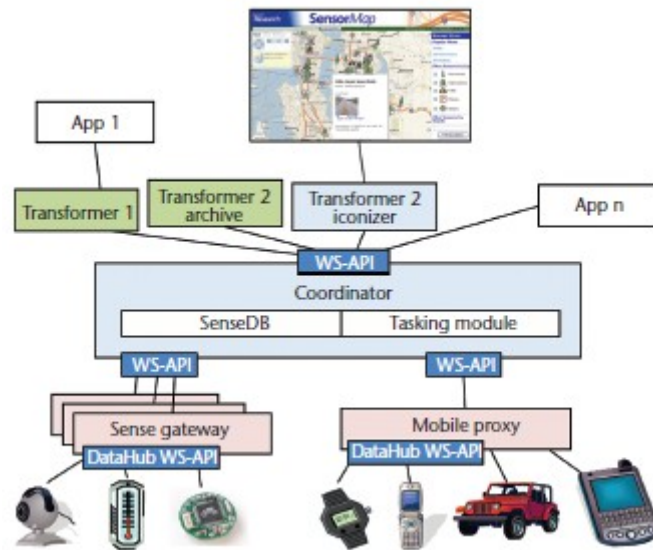 Research
SensorMap
App 1
Transformer 1
Transformer 2
archive
Transformer 2
iconizer
App n
WS-API
Coordinator
SenseDB
Tasking module
WS-API
WS-API
Sense gateway
Mobile proxy
DataHub WS-API
DataHub WS-API